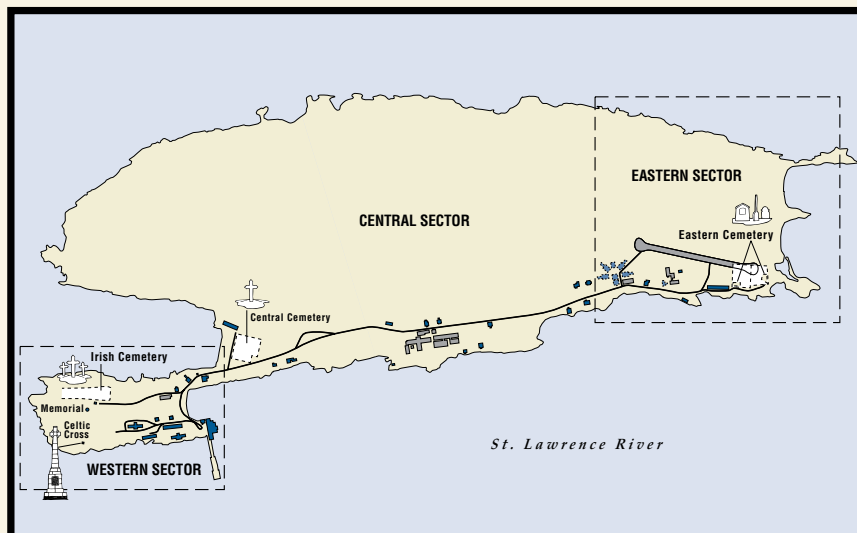 EASTERN SECTOR
CENTRAL SECTOR
Eastern Cemetery
Central Cemetery
Irish Cemetery
Memorial
Celtic
Cross
St. Lawrence River
WESTERN SECTOR